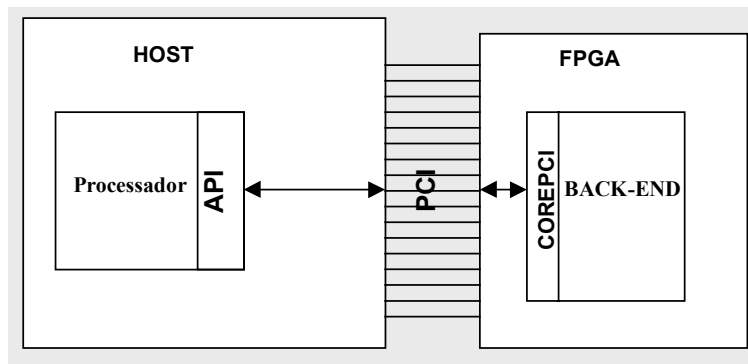 HOST
Processador
API
PCI
FPGA
COREPCI
BACK-END